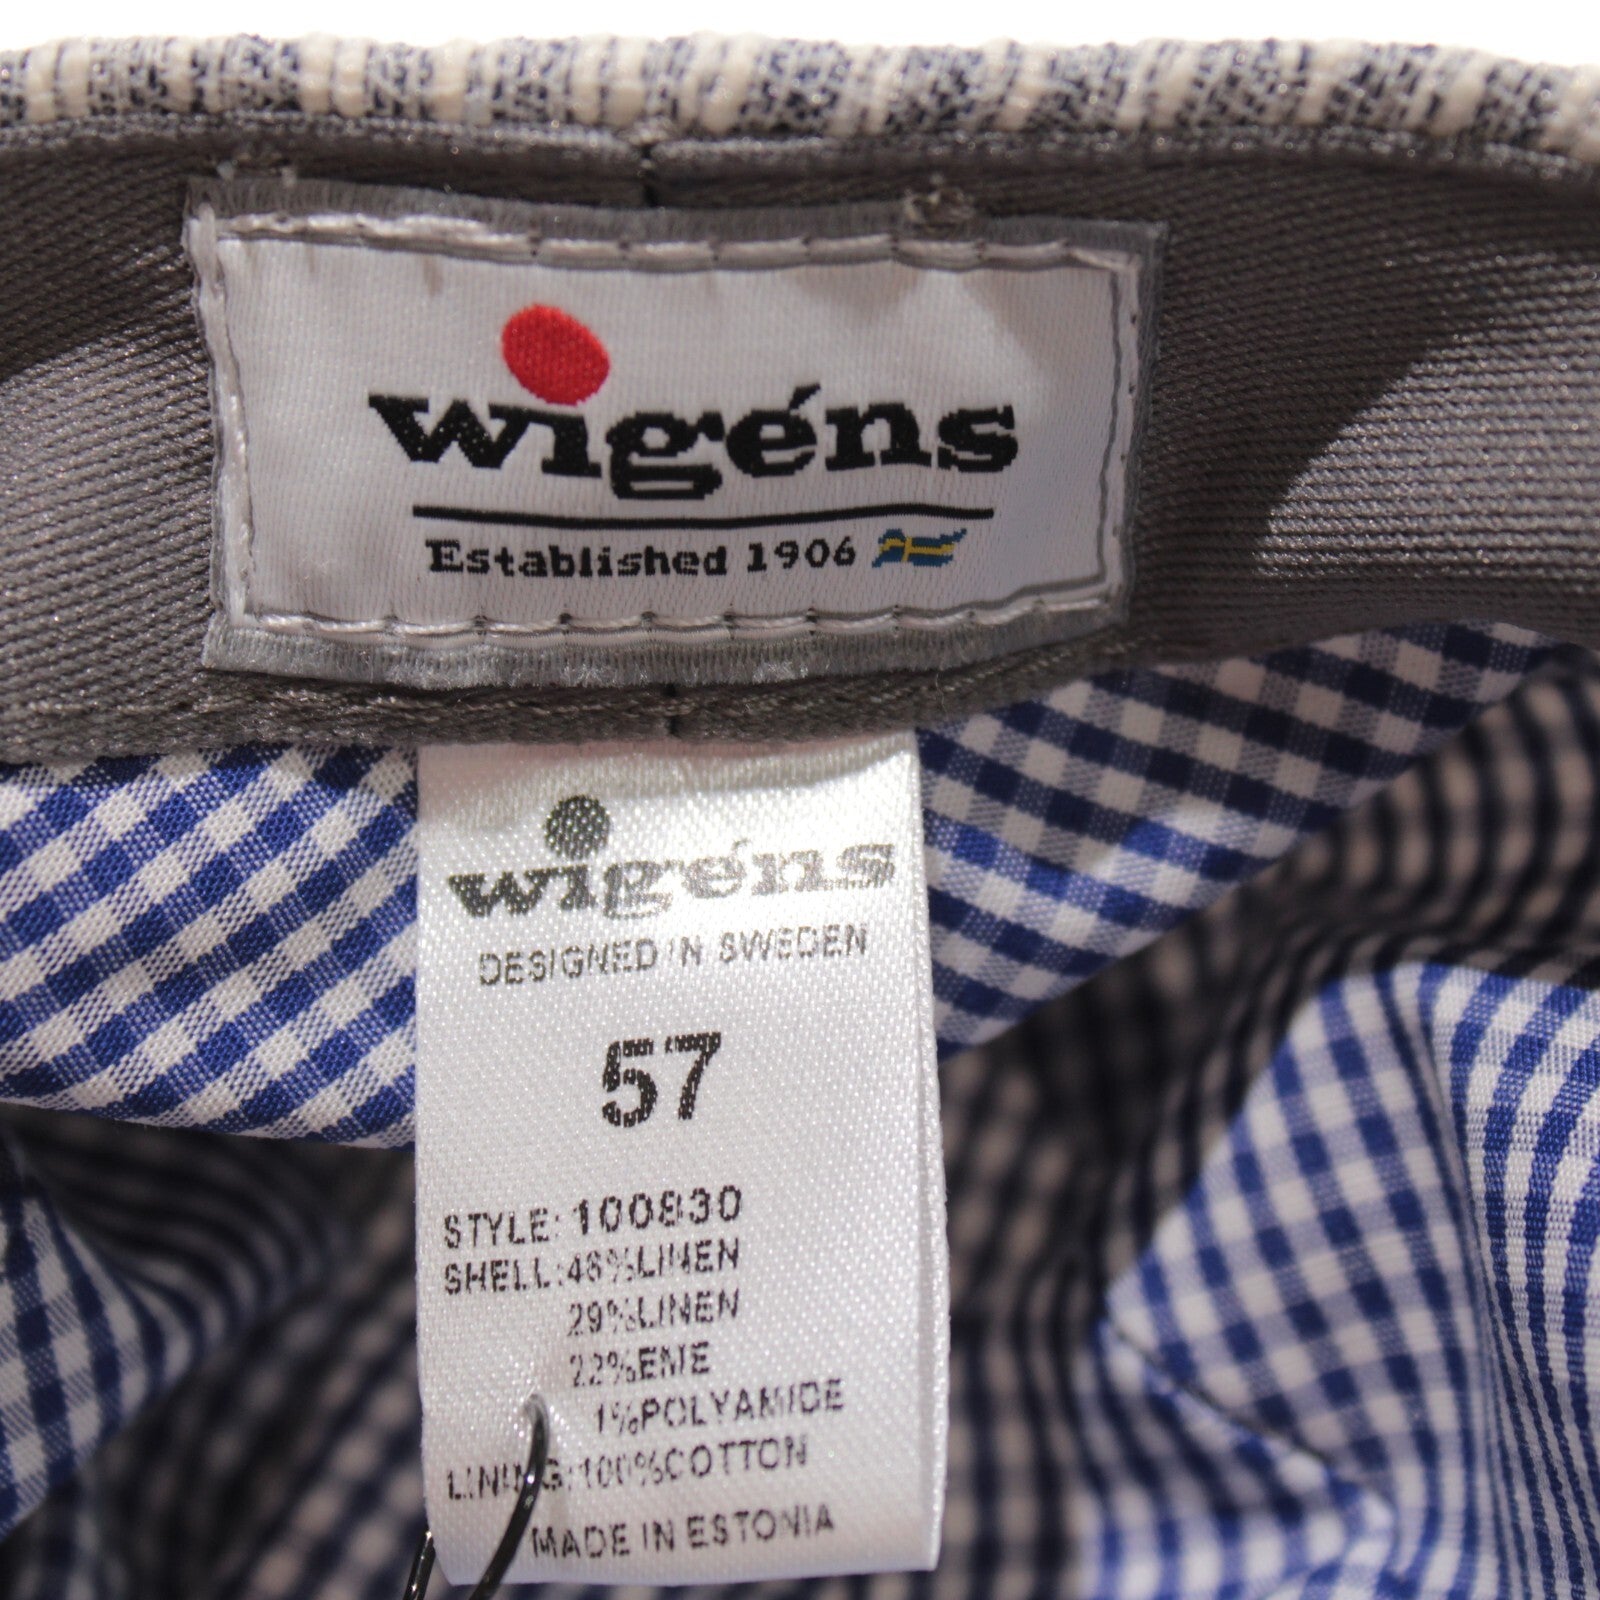 wigéns
Established 1906
wigéns
DESIGNED IN SWEDEN
57
STYLE: 100830
SHELL: 48%LINEN
29%LINEN
22%EME
1%POLYAMIDE
LINING: 100%COTTON
MADE IN ESTONIA